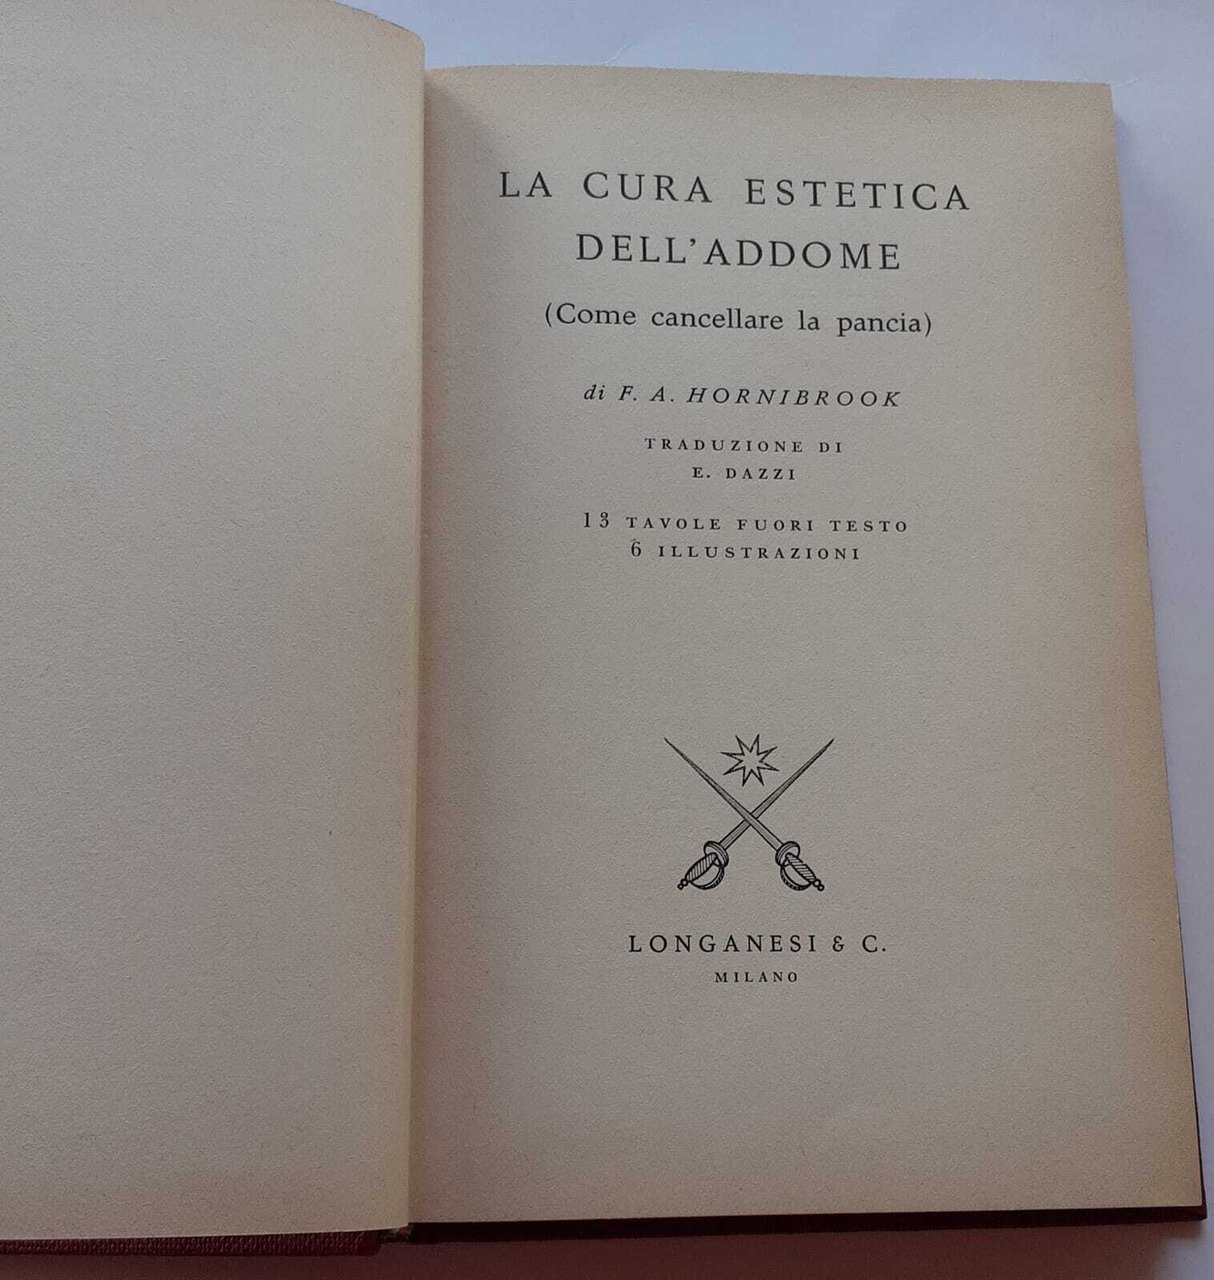 LA CURA ESTETICA
DELL'ADDOME
(Come cancellare la pancia)
di F. A. HORNIBROOK
TRADUZIONE DI
E. DAZZI
13 TAVOLE FUORI TESTO
6 ILLUSTRAZIONI
LONGANESI & C.
MILANO